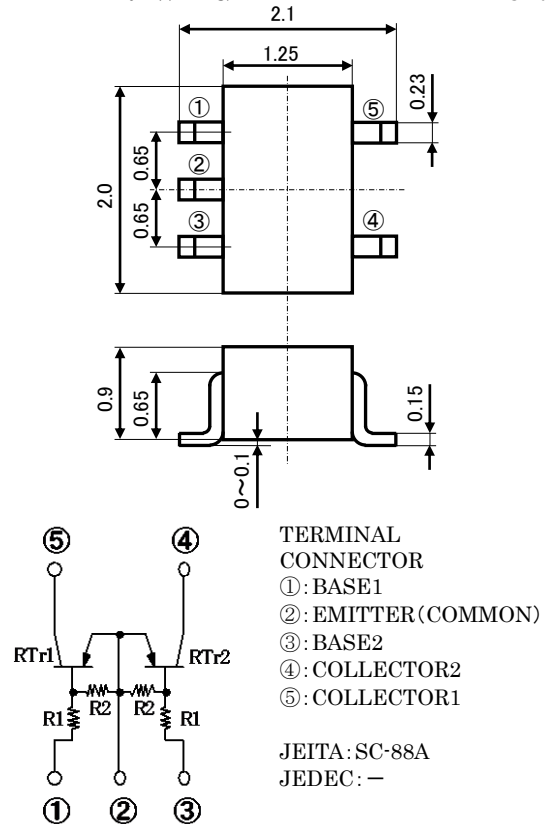 2.1
1.25
0.23
①
⑤
0.65
2.0
②
0.65
③
④
0.9
0.65
0.15
0~0.1
⑤
④
RTr1
RTr2
R2
R2
R1
R1
①
②
③
TERMINAL
CONNECTOR
①:BASE1
②:EMITTER(COMMON)
③:BASE2
④:COLLECTOR2
⑤:COLLECTOR1
JEITA:SC-88A
JEDEC:－